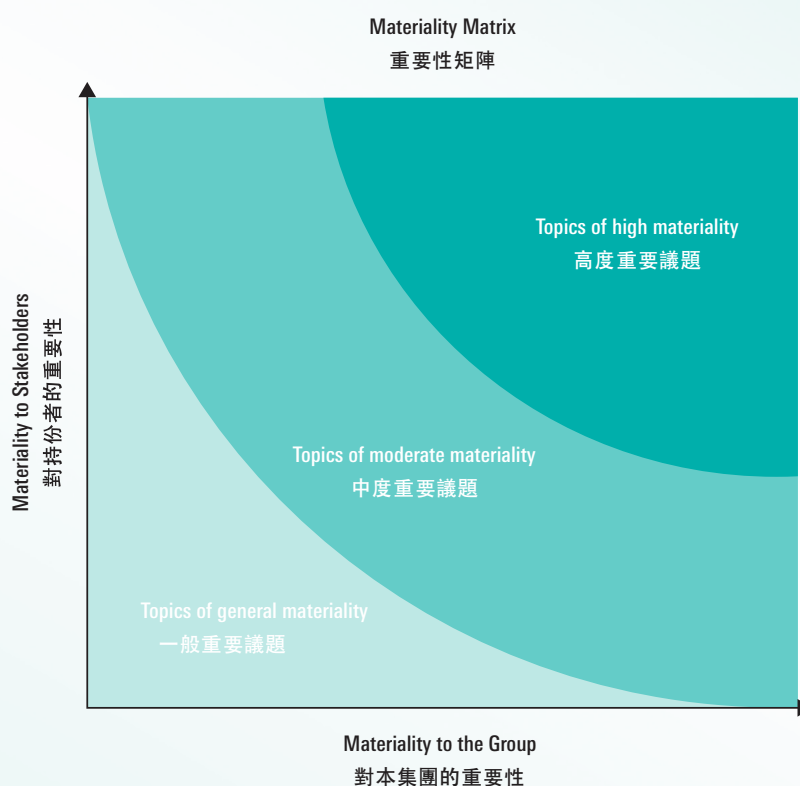 Materiality Matrix
重要性矩陣
Topics of high materiality
高度重要議題
Materiality to Stakeholders
對持份者的重要性
Topics of moderate materiality
中度重要議題
Topics of general materiality
一般重要議題
Materiality to the Group
對本集團的重要性